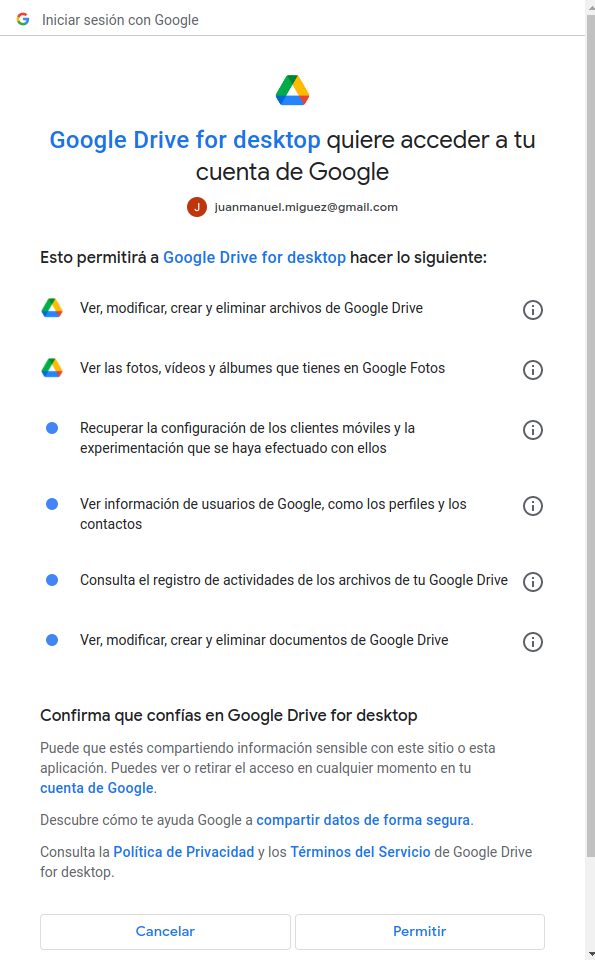 Iniciar sesión con Google
Google Drive for desktop quiere acceder a tu
cuenta de Google
J juanmanuel.miguez@gmail.com
Esto permitirá a Google Drive for desktop hacer lo siguiente:
Ver, modificar, crear y eliminar archivos de Google Drive
Ver las fotos, vídeos y álbumes que tienes en Google Fotos
Recuperar la configuración de los clientes móviles y la
experimentación que se haya efectuado con ellos
Ver información de usuarios de Google, como los perfiles y los
contactos
Consulta el registro de actividades de los archivos de tu Google Drive
Ver, modificar, crear y eliminar documentos de Google Drive
Confirma que confías en Google Drive for desktop
Puede que estés compartiendo información sensible con este sitio o esta
aplicación. Puedes ver o retirar el acceso en cualquier momento en tu
cuenta de Google.
Descubre cómo te ayuda Google a compartir datos de forma segura.
Consulta la Política de Privacidad y los Términos del Servicio de Google Drive
for desktop.
Cancelar
Permitir